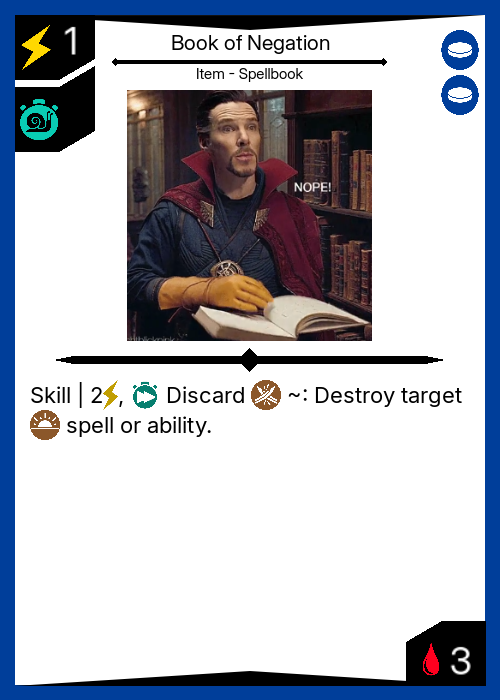 1
Book of Negation
Item - Spellbook
NOPE!
Skill | 2, Discard ~: Destroy target
spell or ability.
3